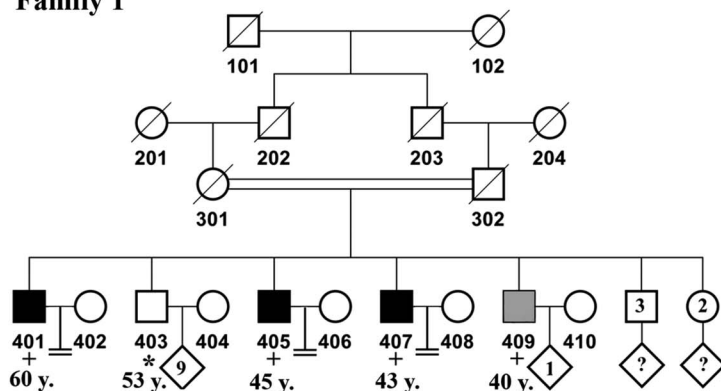 Family 1
101 102
201 202 203 204
301 302
3 2
401 402 403 404 405 406 407 408 409 410
+ * + + +
9 1 ? ?
60 y. 53 y. 45 y. 43 y. 40 y.